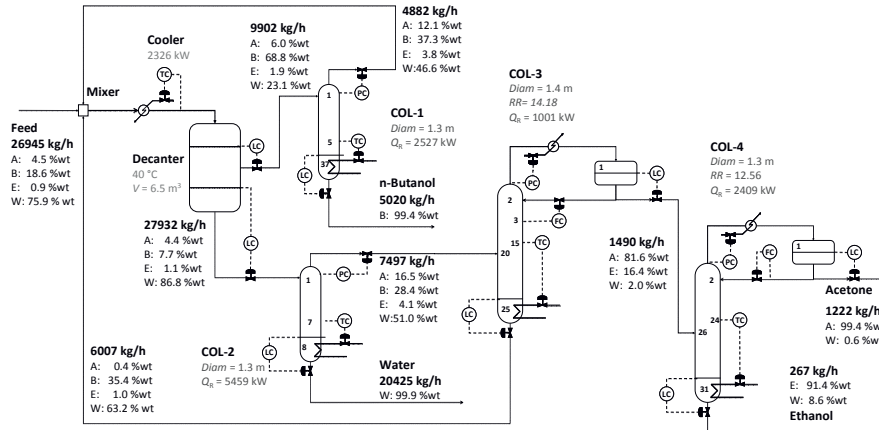 9902 kg/h
A: 6.0 %wt
B: 68.8 %wt
E: 1.9 %wt
W: 23.1 %wt
4882 kg/h
A: 12.1 %wt
B: 37.3 %wt
E: 3.8 %wt
W:46.6 %wt
Cooler
2326 kW
TC
Mixer
Feed
26945 kg/h
A: 4.5 %wt
B: 18.6 %wt
E: 0.9 %wt
W: 75.9 % wt
Decanter
40 °C
V = 6.5 m³
LC
LC
1
5
37
PC
TC
LC
COL-1
Diam = 1.3 m
QR = 2527 kW
n-Butanol
5020 kg/h
B: 99.4 %wt
27932 kg/h
A: 4.4 %wt
B: 7.7 %wt
E: 1.1 %wt
W: 86.8 %wt
1
7
8
PC
TC
LC
COL-2
Diam = 1.3 m
QR = 5459 kW
7497 kg/h
A: 16.5 %wt
B: 28.4 %wt
E: 4.1 %wt
W:51.0 %wt
Water
20425 kg/h
W: 99.9 %wt
6007 kg/h
A: 0.4 %wt
B: 35.4 %wt
E: 1.0 %wt
W: 63.2 % wt
COL-3
Diam = 1.4 m
RR= 14.18
QR = 1001 kW
PC
1
LC
2
3
15
20
25
FC
TC
LC
1490 kg/h
A: 81.6 %wt
E: 16.4 %wt
W: 2.0 %wt
COL-4
Diam = 1.3 m
RR = 12.56
QR = 2409 kW
PC
FC
1
LC
2
24
26
31
TC
LC
Acetone
1222 kg/h
A: 99.4 %wt
W: 0.6 %wt
267 kg/h
E: 91.4 %wt
W: 8.6 %wt
Ethanol